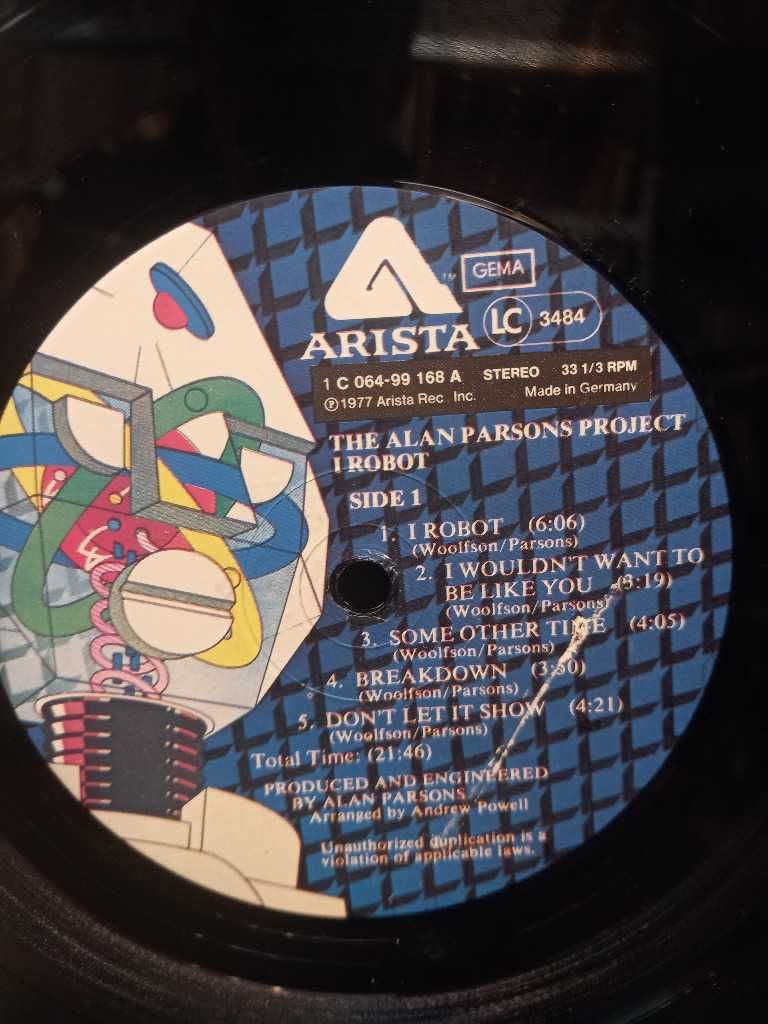 TM
GEMA
ARISTA
LC 3484
1 C 064-99 168 A STEREO 33 1/3 RPM
℗1977 Arista Rec. Inc. Made in Germany
THE ALAN PARSONS PROJECT
I ROBOT
SIDE 1
1. I ROBOT (6:06)
(Woolfson/Parsons)
2. I WOULDN'T WANT TO
BE LIKE YOU (3:19)
(Woolfson/Parsons)
3. SOME OTHER TIME (4:05)
(Woolfson/Parsons)
4. BREAKDOWN (3:50)
(Woolfson/Parsons)
5. DON'T LET IT SHOW (4:21)
(Woolfson/Parsons)
Total Time: (21:46)
PRODUCED AND ENGINEERED
BY ALAN PARSONS
Arranged by Andrew Powell
Unauthorized duplication is a
violation of applicable laws.